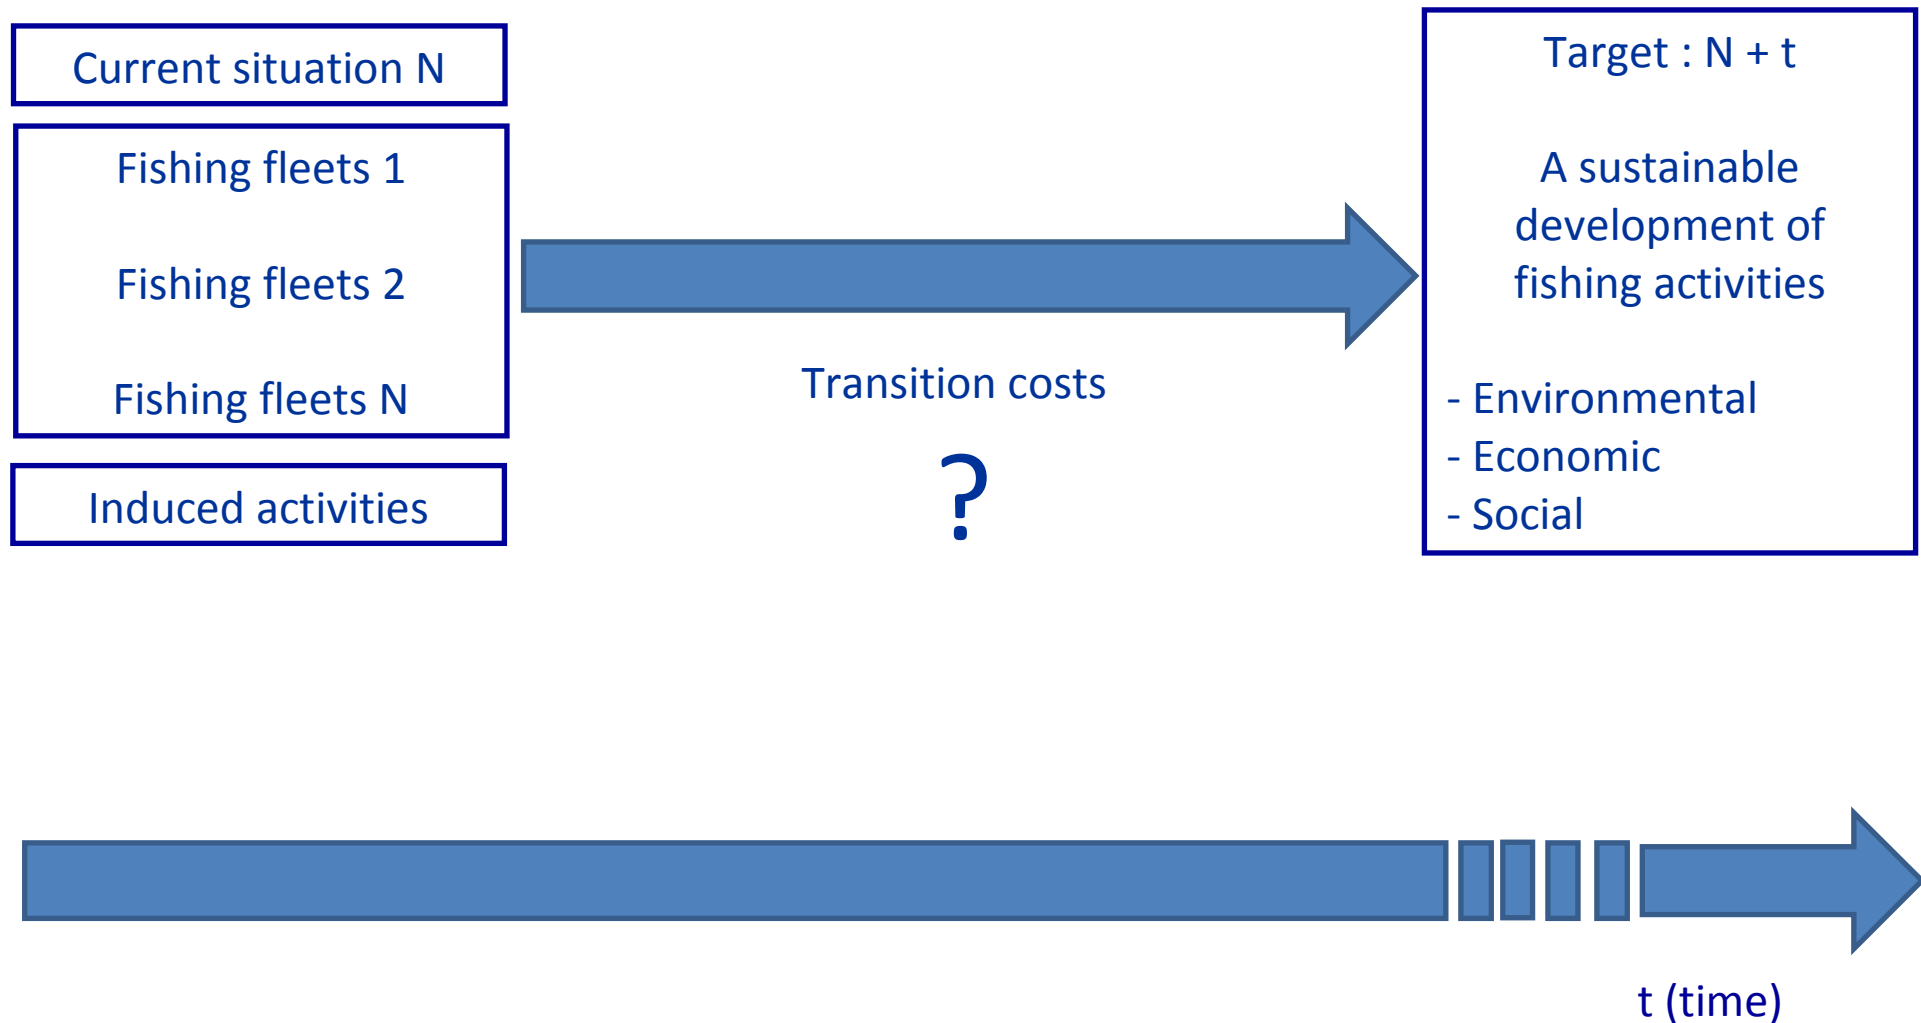 Current situation N
Fishing fleets 1
Fishing fleets 2
Fishing fleets N
Induced activities
Transition costs
?
Target : N + t
A sustainable
development of
fishing activities
- Environmental
- Economic
- Social
t (time)